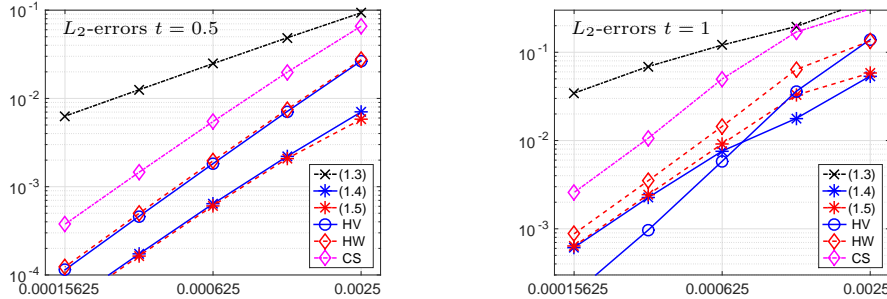 L₂-errors t = 0.5
10⁻¹
10⁻²
10⁻³
10⁻⁴
(1.3)
(1.4)
(1.5)
HV
HW
CS
0.00015625
0.000625
0.0025
L₂-errors t = 1
10⁻¹
10⁻²
10⁻³
(1.3)
(1.4)
(1.5)
HV
HW
CS
0.00015625
0.000625
0.0025